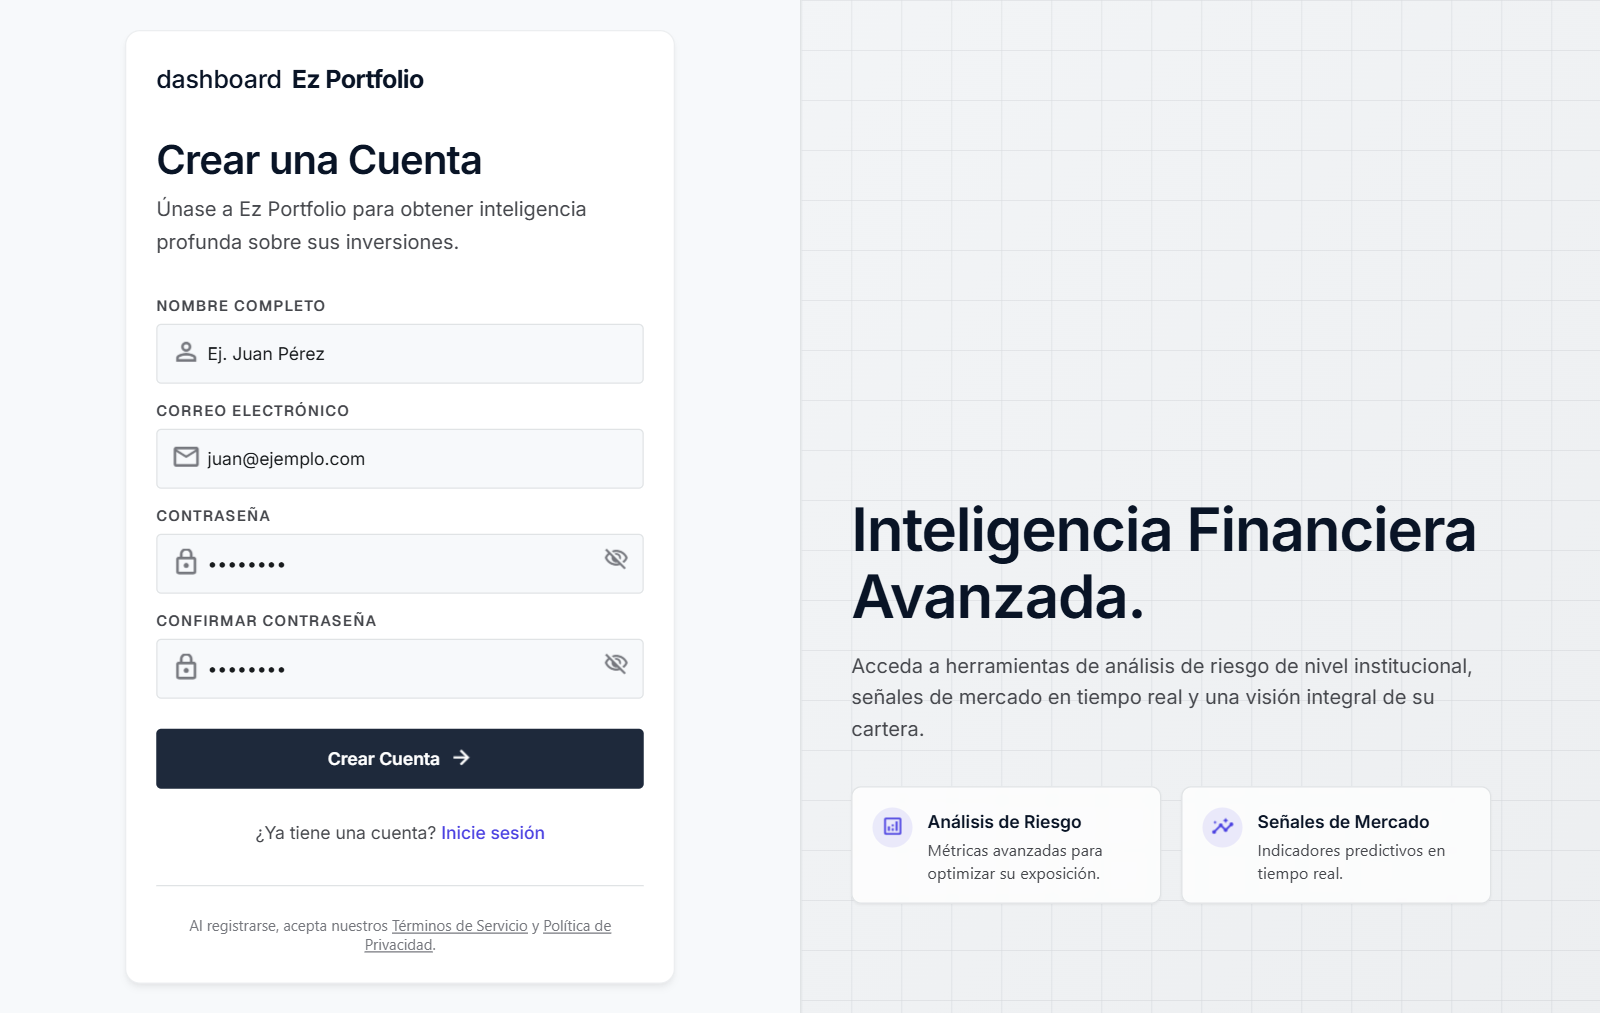 dashboard Ez Portfolio
Crear una Cuenta
Únase a Ez Portfolio para obtener inteligencia
profunda sobre sus inversiones.
NOMBRE COMPLETO
Ej. Juan Pérez
CORREO ELECTRÓNICO
juan@ejemplo.com
CONTRASEÑA
••••••••
CONFIRMAR CONTRASEÑA
••••••••
Crear Cuenta →
¿Ya tiene una cuenta? Inicie sesión
Al registrarse, acepta nuestros Términos de Servicio y Política de
Privacidad.
Inteligencia Financiera
Avanzada.
Acceda a herramientas de análisis de riesgo de nivel institucional,
señales de mercado en tiempo real y una visión integral de su
cartera.
Análisis de Riesgo
Métricas avanzadas para
optimizar su exposición.
Señales de Mercado
Indicadores predictivos en
tiempo real.